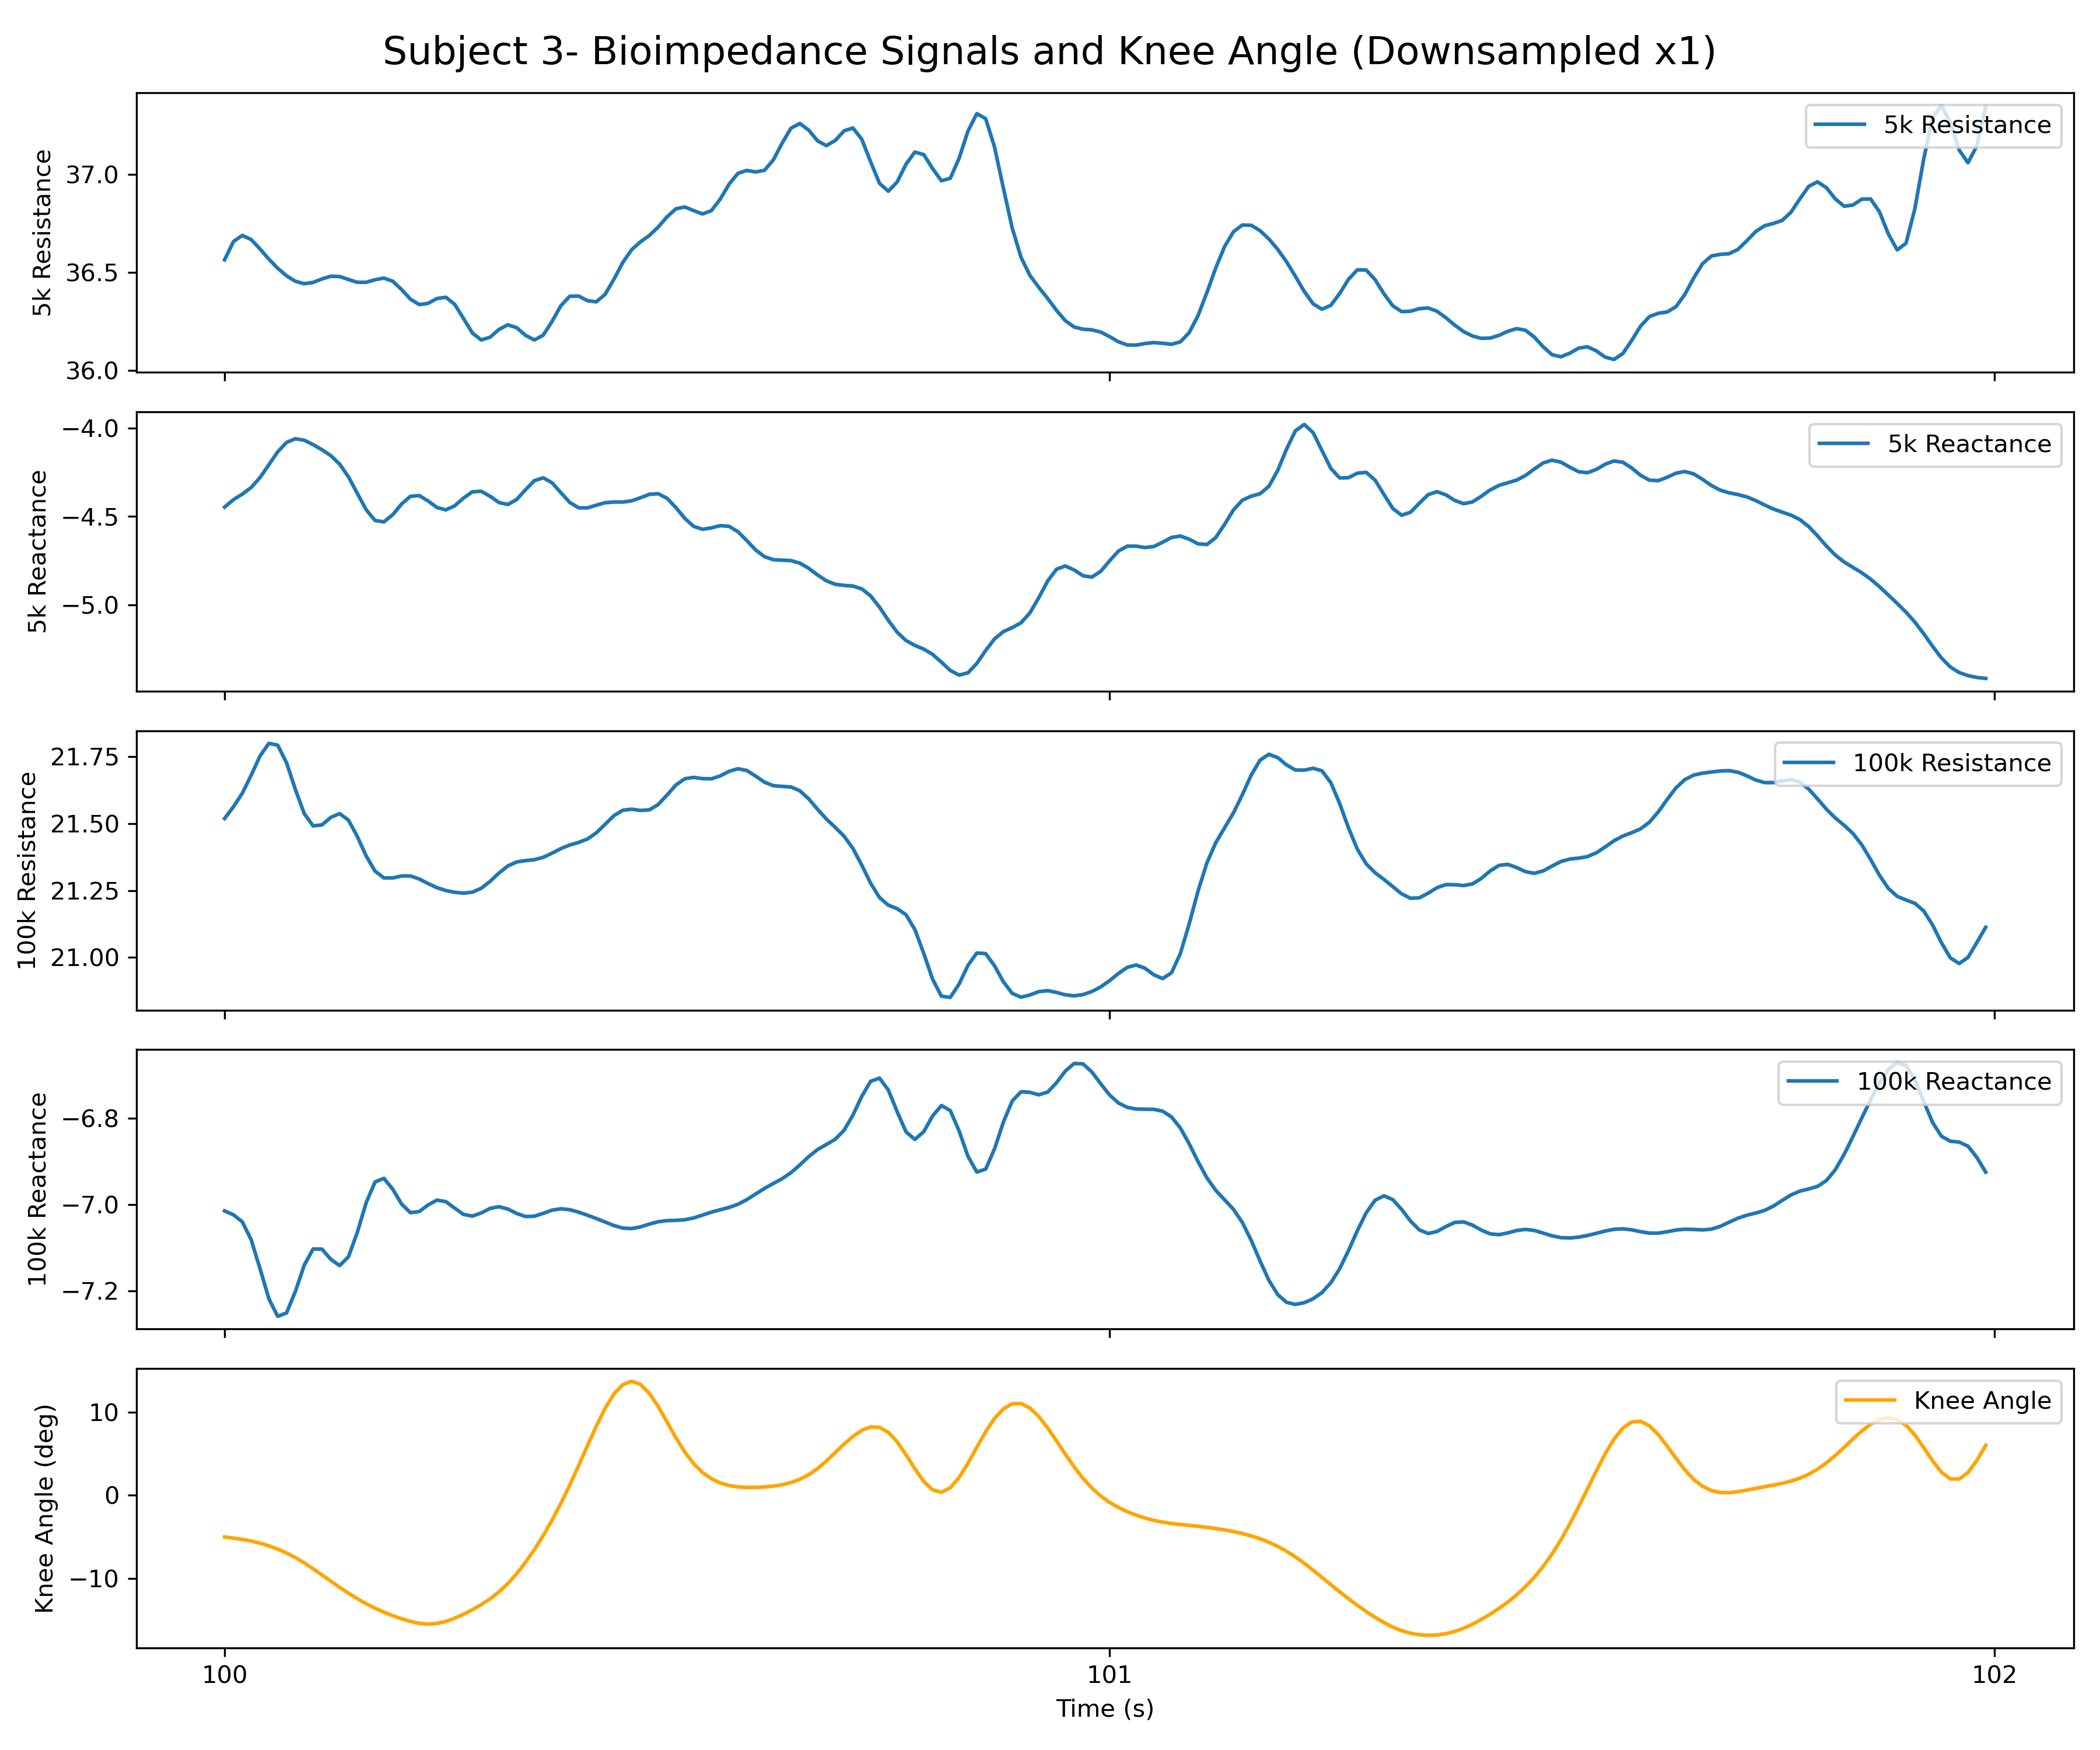 Subject 3- Bioimpedance Signals and Knee Angle (Downsampled x1)
5k Resistance
37.0
36.5
36.0
5k Resistance
5k Reactance
−4.0
−4.5
−5.0
5k Reactance
100k Resistance
21.75
21.50
21.25
21.00
100k Resistance
100k Reactance
−6.8
−7.0
−7.2
100k Reactance
Knee Angle (deg)
10
0
−10
Knee Angle
100
101
102
Time (s)